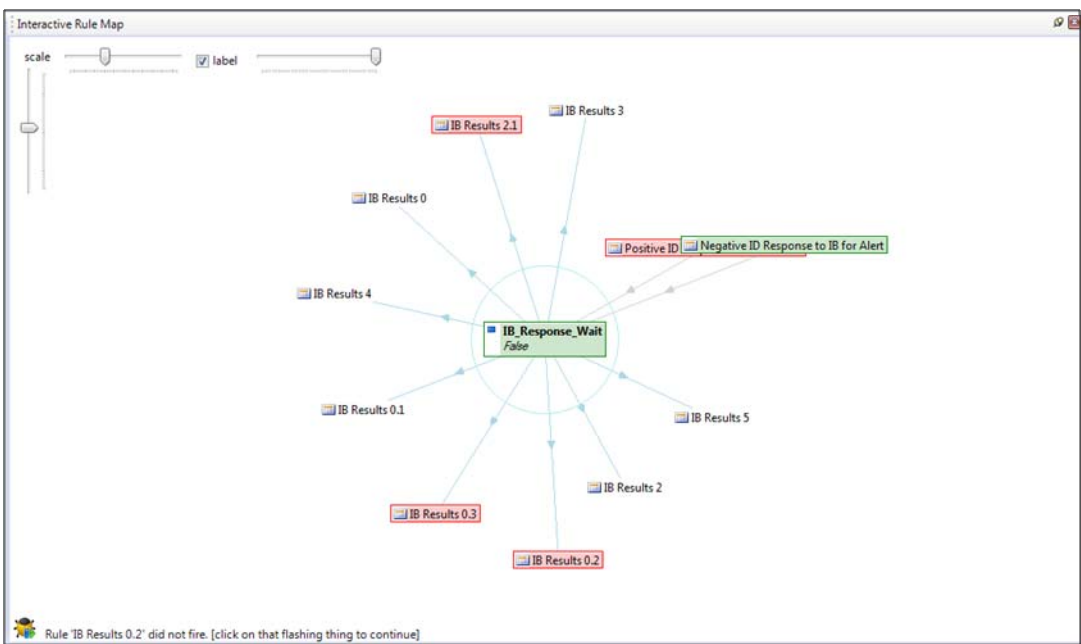 Interactive Rule Map
scale
label
IB Results 3
IB Results 2.1
IB Results 0
Positive ID
Negative ID Response to IB for Alert
IB Results 4
IB_Response_Wait
False
IB Results 0.1
IB Results 5
IB Results 2
IB Results 0.3
IB Results 0.2
Rule 'IB Results 0.2' did not fire. [click on that flashing thing to continue]